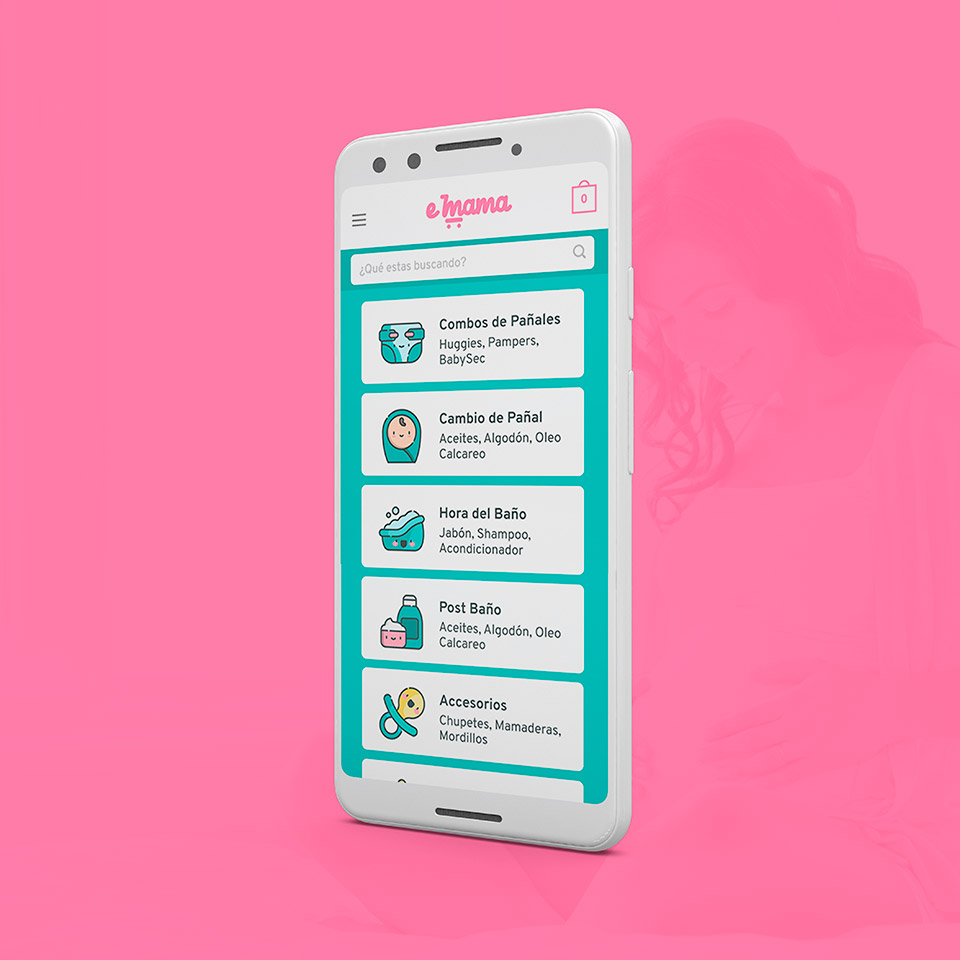 e mama
0
¿Qué estas buscando?
Combos de Pañales
Huggies, Pampers,
BabySec
Cambio de Pañal
Aceites, Algodón, Oleo
Calcareo
Hora del Baño
Jabón, Shampoo,
Acondicionador
Post Baño
Aceites, Algodón, Oleo
Calcareo
Accesorios
Chupetes, Mamaderas,
Mordillos